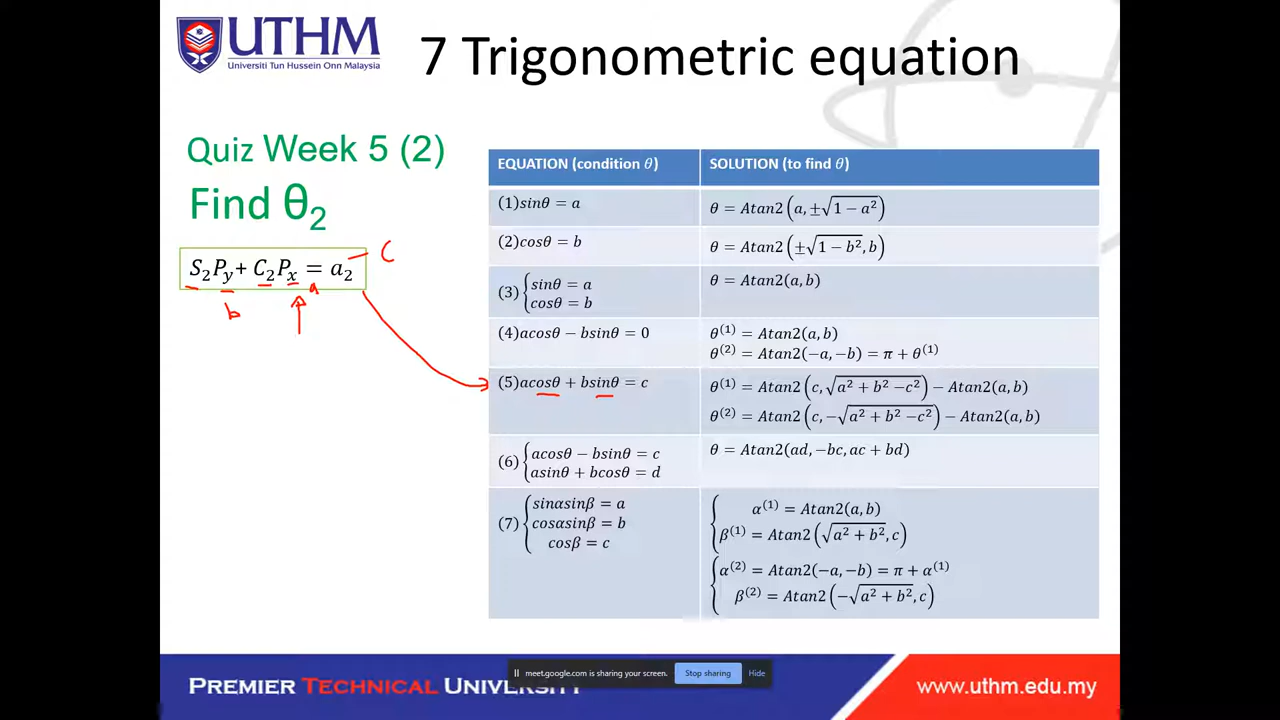 UTHM
Universiti Tun Hussein Onn Malaysia
7 Trigonometric equation
Quiz Week 5 (2)
Find θ₂
S₂Pᵧ+ C₂Pₓ = a₂
C
b
a
EQUATION (condition θ) SOLUTION (to find θ)
(1)sinθ = a θ = Atan2(a, ±√(1 − a²))
(2)cosθ = b θ = Atan2(±√(1 − b²), b)
(3) { sinθ = a θ = Atan2(a, b)
cosθ = b
(4)acosθ − bsinθ = 0 θ⁽¹⁾ = Atan2(a, b)
θ⁽²⁾ = Atan2(−a, −b) = π + θ⁽¹⁾
(5)acosθ + bsinθ = c θ⁽¹⁾ = Atan2(c, √(a² + b² −c²)) − Atan2(a, b)
θ⁽²⁾ = Atan2(c, −√(a² + b² −c²)) − Atan2(a, b)
(6) { acosθ − bsinθ = c θ = Atan2(ad, −bc, ac + bd)
asinθ + bcosθ = d
(7) { sinαsinβ = a
cosαsinβ = b
cosβ = c
{ α⁽¹⁾ = Atan2(a, b)
β⁽¹⁾ = Atan2(√(a² + b²), c)
{ α⁽²⁾ = Atan2(−a, −b) = π + α⁽¹⁾
β⁽²⁾ = Atan2(−√(a² + b²), c)
meet.google.com is sharing your screen. Stop sharing Hide
PREMIER TECHNICAL UNIVERSITY
www.uthm.edu.my